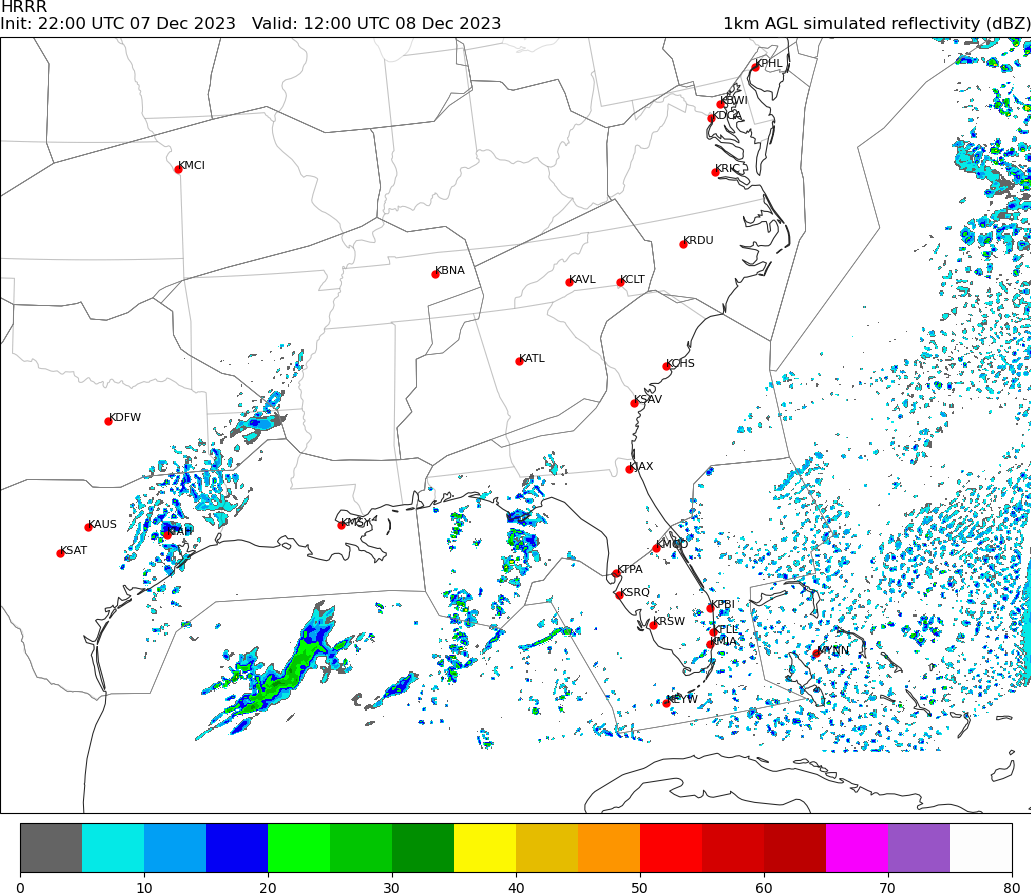 HRRR
Init: 22:00 UTC 07 Dec 2023   Valid: 12:00 UTC 08 Dec 2023   1km AGL simulated reflectivity (dBZ)
KPHL
KBWI
KDCA
KMCI
KRIC
KRDU
KBNA
KAVL
KCLT
KATL
KCHS
KSAV
KDFW
KJAX
KAUS
KMSY
KIAH
KSAT
KMCO
KTPA
KSRQ
KPBI
KRSW
KFLL
KMIA
MYNN
KEYW
0 10 20 30 40 50 60 70 80